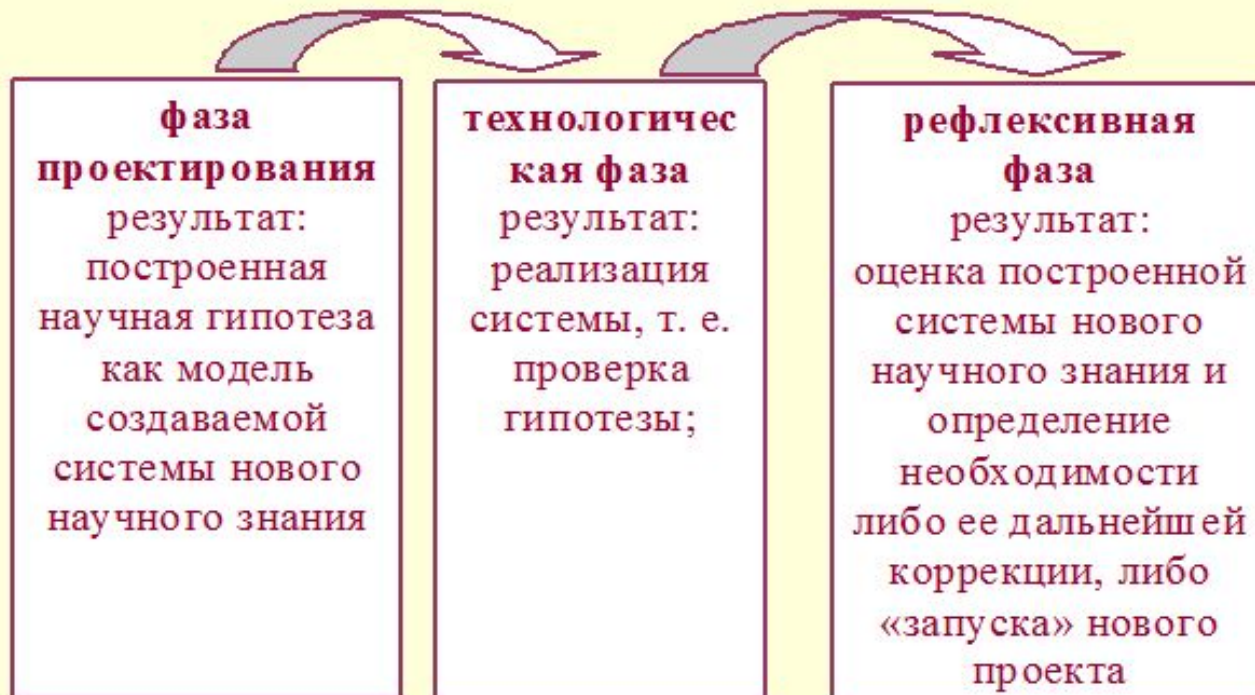 фаза
проектирования
результат:
построенная
научная гипотеза
как модель
создаваемой
системы нового
научного знания
технологичес
кая фаза
результат:
реализация
системы, т. е.
проверка
гипотезы;
рефлексивная
фаза
результат:
оценка построенной
системы нового
научного знания и
определение
необходимости
либо ее дальнейшей
коррекции, либо
«запуска» нового
проекта